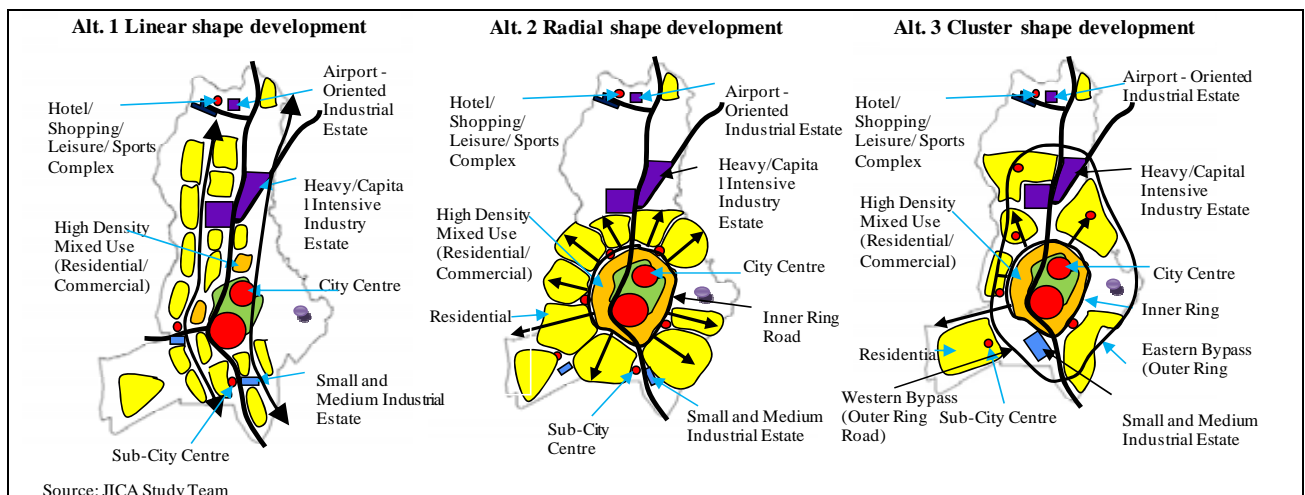 Alt. 1 Linear shape development
Airport -
Oriented
Industrial
Estate
Hotel/
Shopping/
Leisure/ Sports
Complex
Heavy/Capita
l Intensive
Industry
Estate
High Density
Mixed Use
(Residential/
Commercial)
City Centre
Small and
Medium Industrial
Estate
Sub-City Centre
Source: JICA Study Team
Alt. 2 Radial shape development
Hotel/
Shopping/
Leisure/ Sports
Complex
Airport -
Oriented
Industrial Estate
Heavy/Capita
l Intensive
Industry
Estate
High Density
Mixed Use
(Residential/
Commercial)
City Centre
Residential
Inner Ring
Road
Small and Medium
Industrial Estate
Sub-City
Centre
Alt. 3 Cluster shape development
Airport - Oriented
Industrial Estate
Hotel/
Shopping/
Leisure/ Sports
Complex
Heavy/Capital
Intensive
Industry Estate
High Density
Mixed Use
(Residential/
Commercial)
City Centre
Inner Ring
Residential
Eastern Bypass
(Outer Ring
Western Bypass
(Outer Ring
Road)
Sub-City Centre
Small and Medium
Industrial Estate